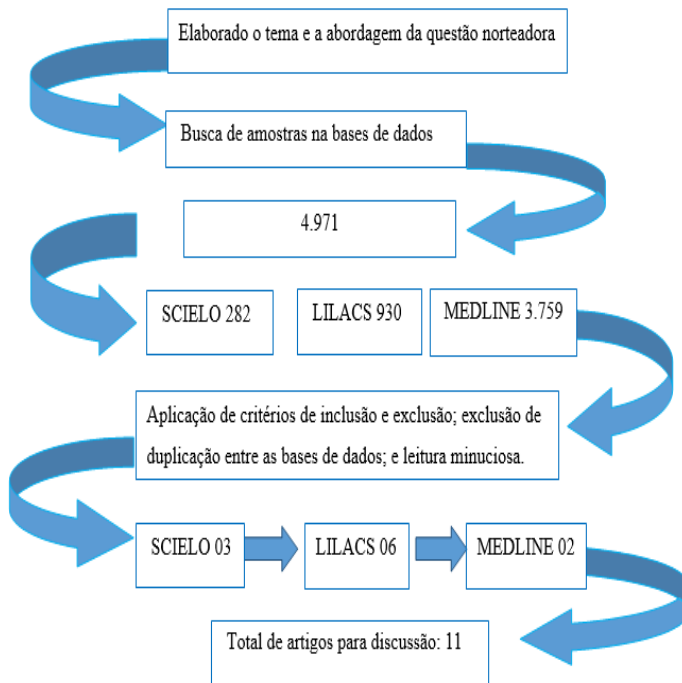 Elaborado o tema e a abordagem da questão norteadora
Busca de amostras na bases de dados
4.971
SCIELO 282
LILACS 930
MEDLINE 3.759
Aplicação de critérios de inclusão e exclusão; exclusão de
duplicação entre as bases de dados; e leitura minuciosa.
SCIELO 03
LILACS 06
MEDLINE 02
Total de artigos para discussão: 11